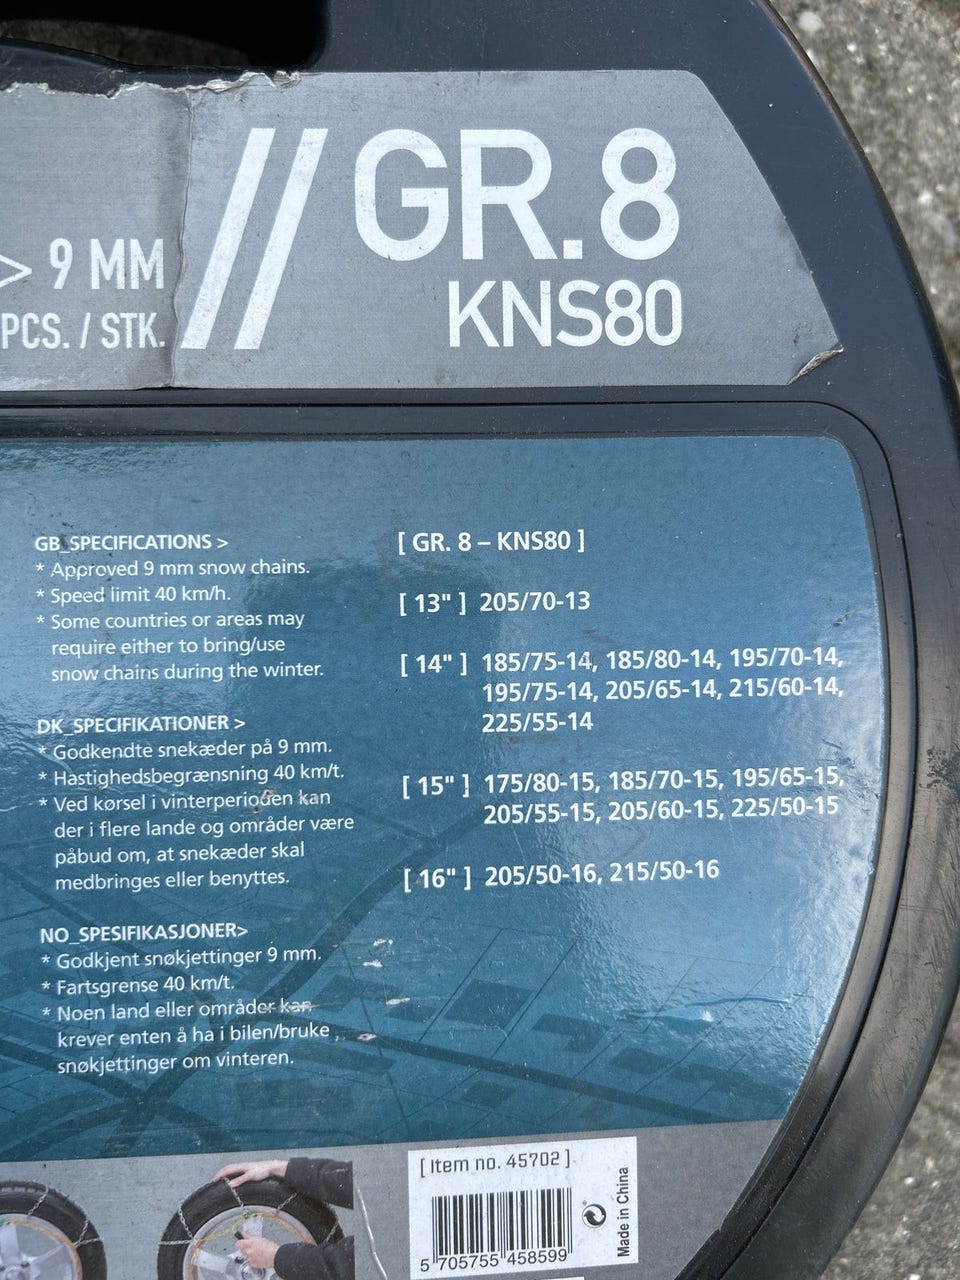 > 9 MM
PCS. / STK.
// GR.8
KNS80
GB_SPECIFICATIONS >
* Approved 9 mm snow chains.
* Speed limit 40 km/h.
* Some countries or areas may
require either to bring/use
snow chains during the winter.
DK_SPECIFIKATIONER >
* Godkendte snekæder på 9 mm.
* Hastighedsbegrænsning 40 km/t.
* Ved kørsel i vinterperioden kan
der i flere lande og områder være
påbud om, at snekæder skal
medbringes eller benyttes.
NO_SPESIFIKASJONER>
* Godkjent snøkjettinger 9 mm.
* Fartsgrense 40 km/t.
* Noen land eller områder kan
krever enten å ha i bilen/bruke
snøkjettinger om vinteren.
[ GR. 8 – KNS80 ]
[ 13" ] 205/70-13
[ 14" ] 185/75-14, 185/80-14, 195/70-14,
195/75-14, 205/65-14, 215/60-14,
225/55-14
[ 15" ] 175/80-15, 185/70-15, 195/65-15,
205/55-15, 205/60-15, 225/50-15
[ 16" ] 205/50-16, 215/50-16
[ Item no. 45702 ]
5 705755 458599
Made in China